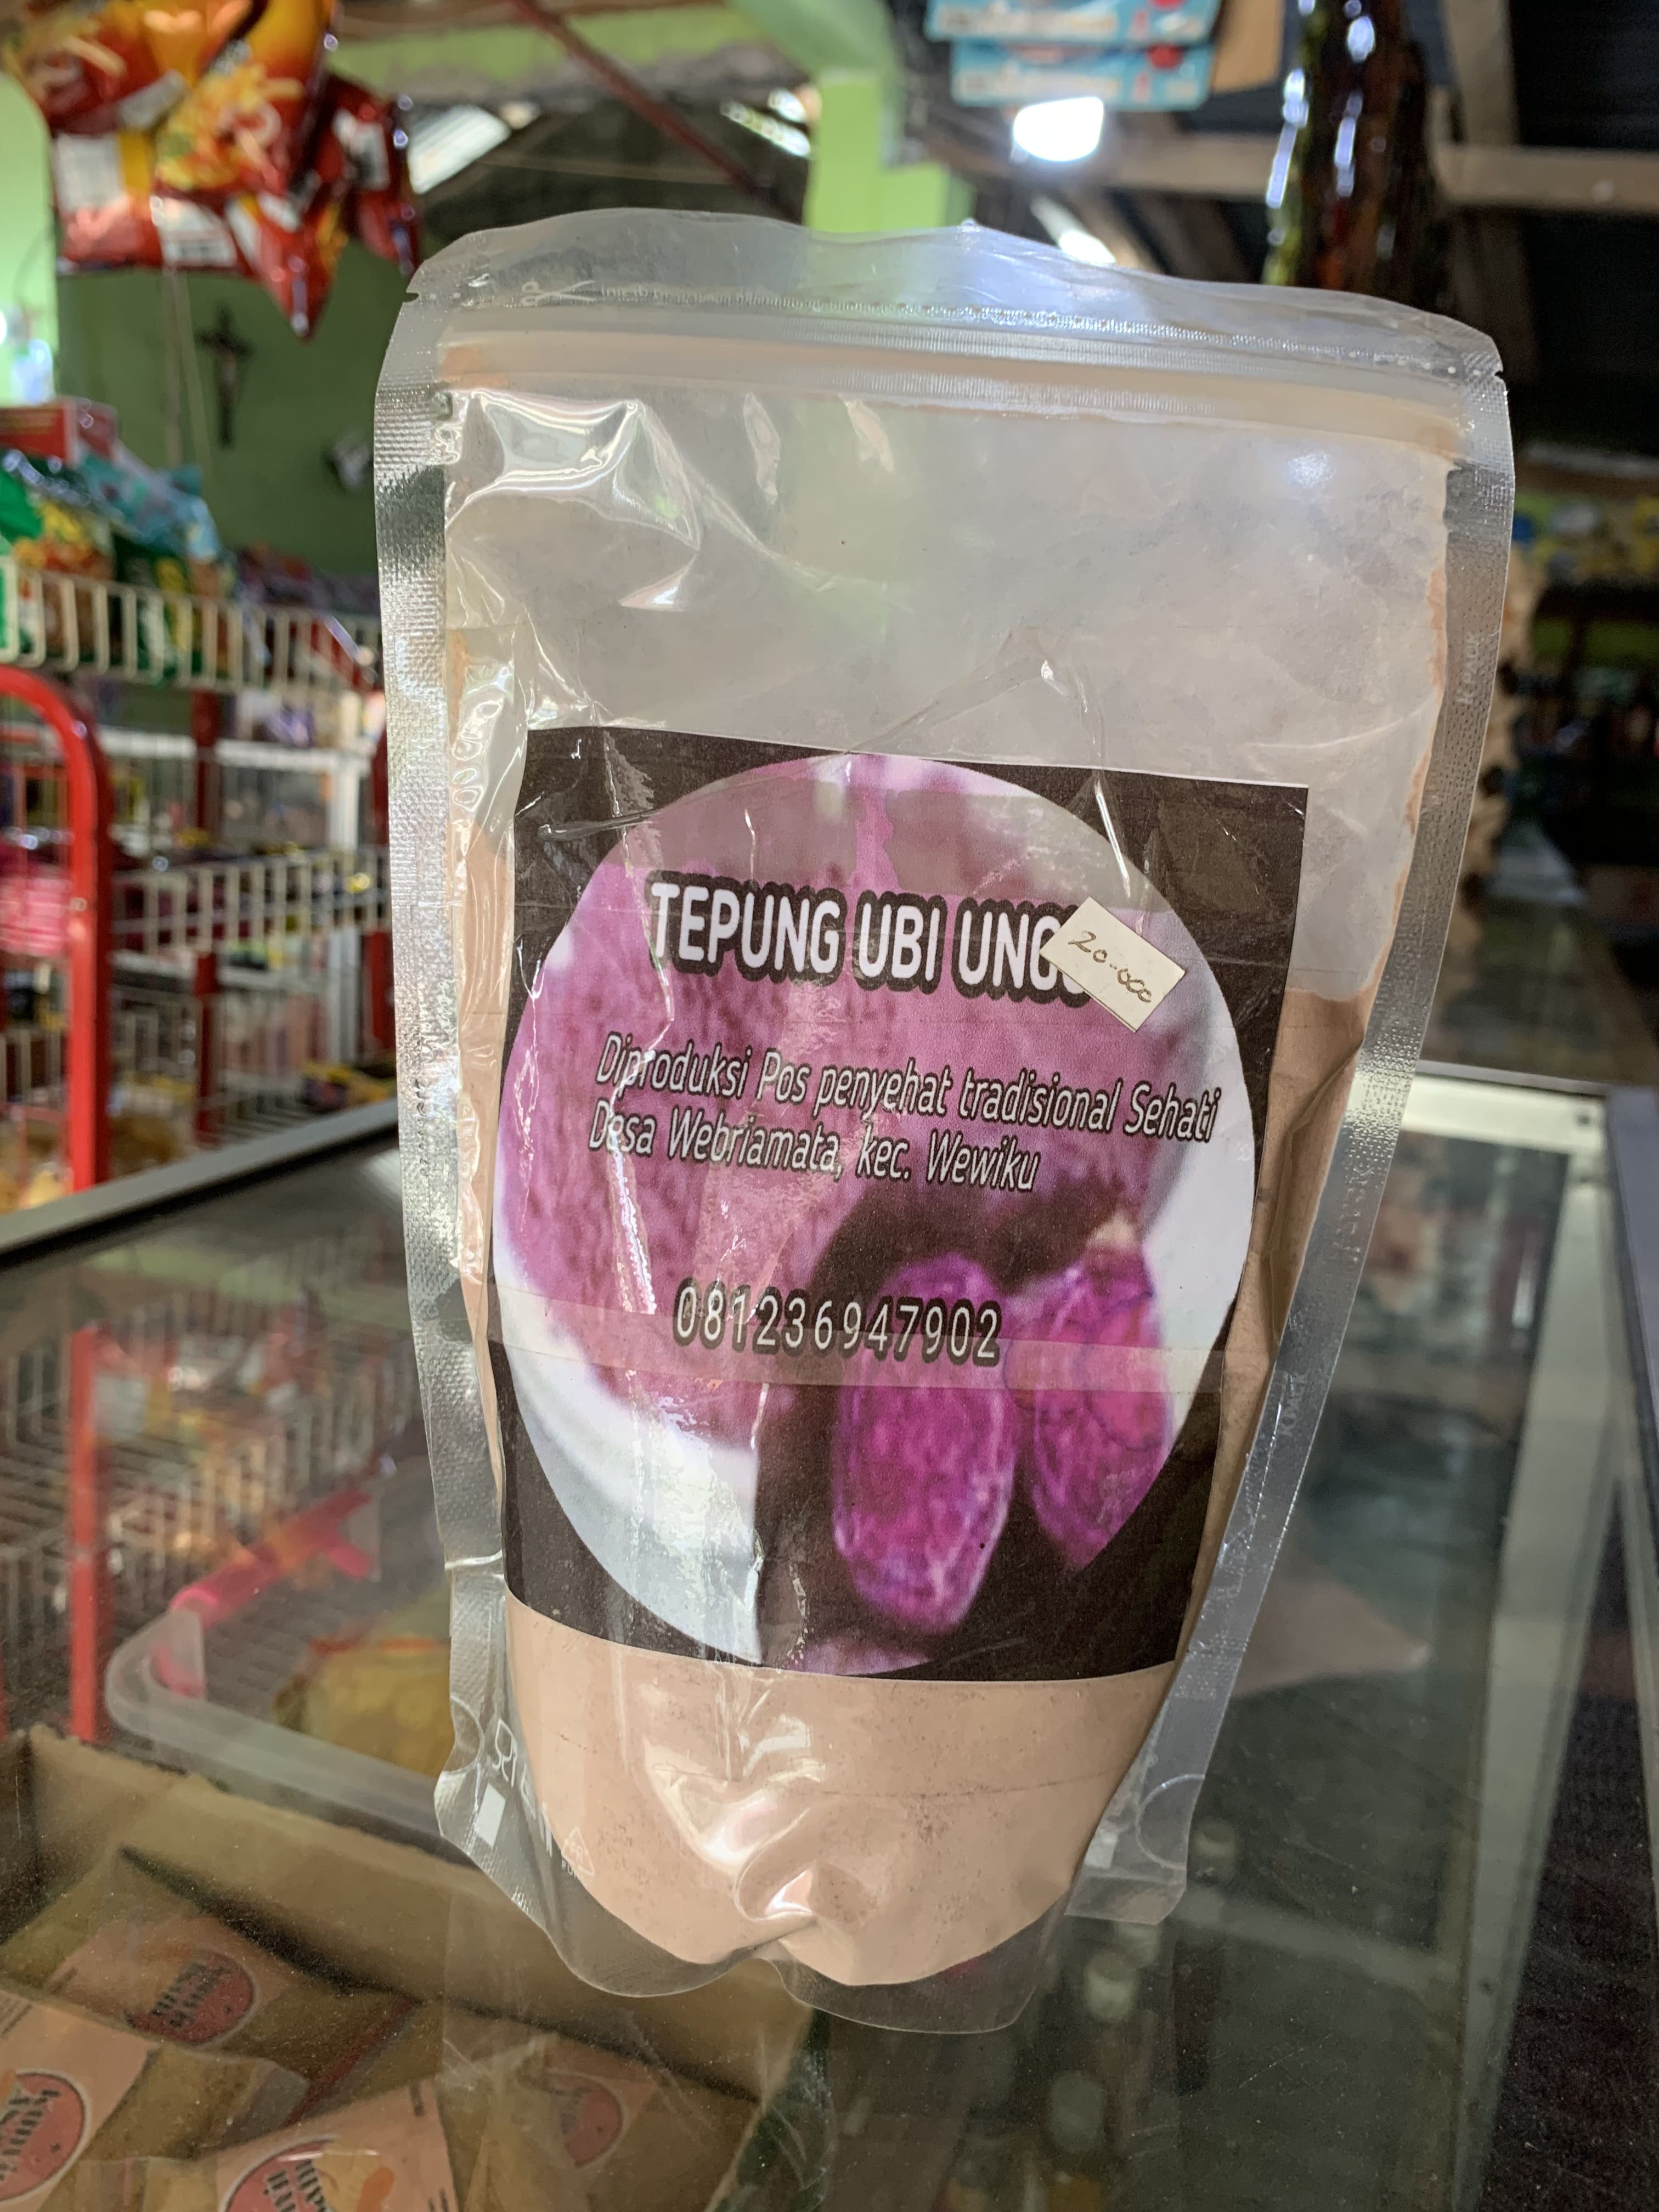 TEPUNG UBI UNGU
20.000
Diproduksi Pos penyehat tradisional Sehati
Desa Webriamata, kec. Wewiku
081236947902